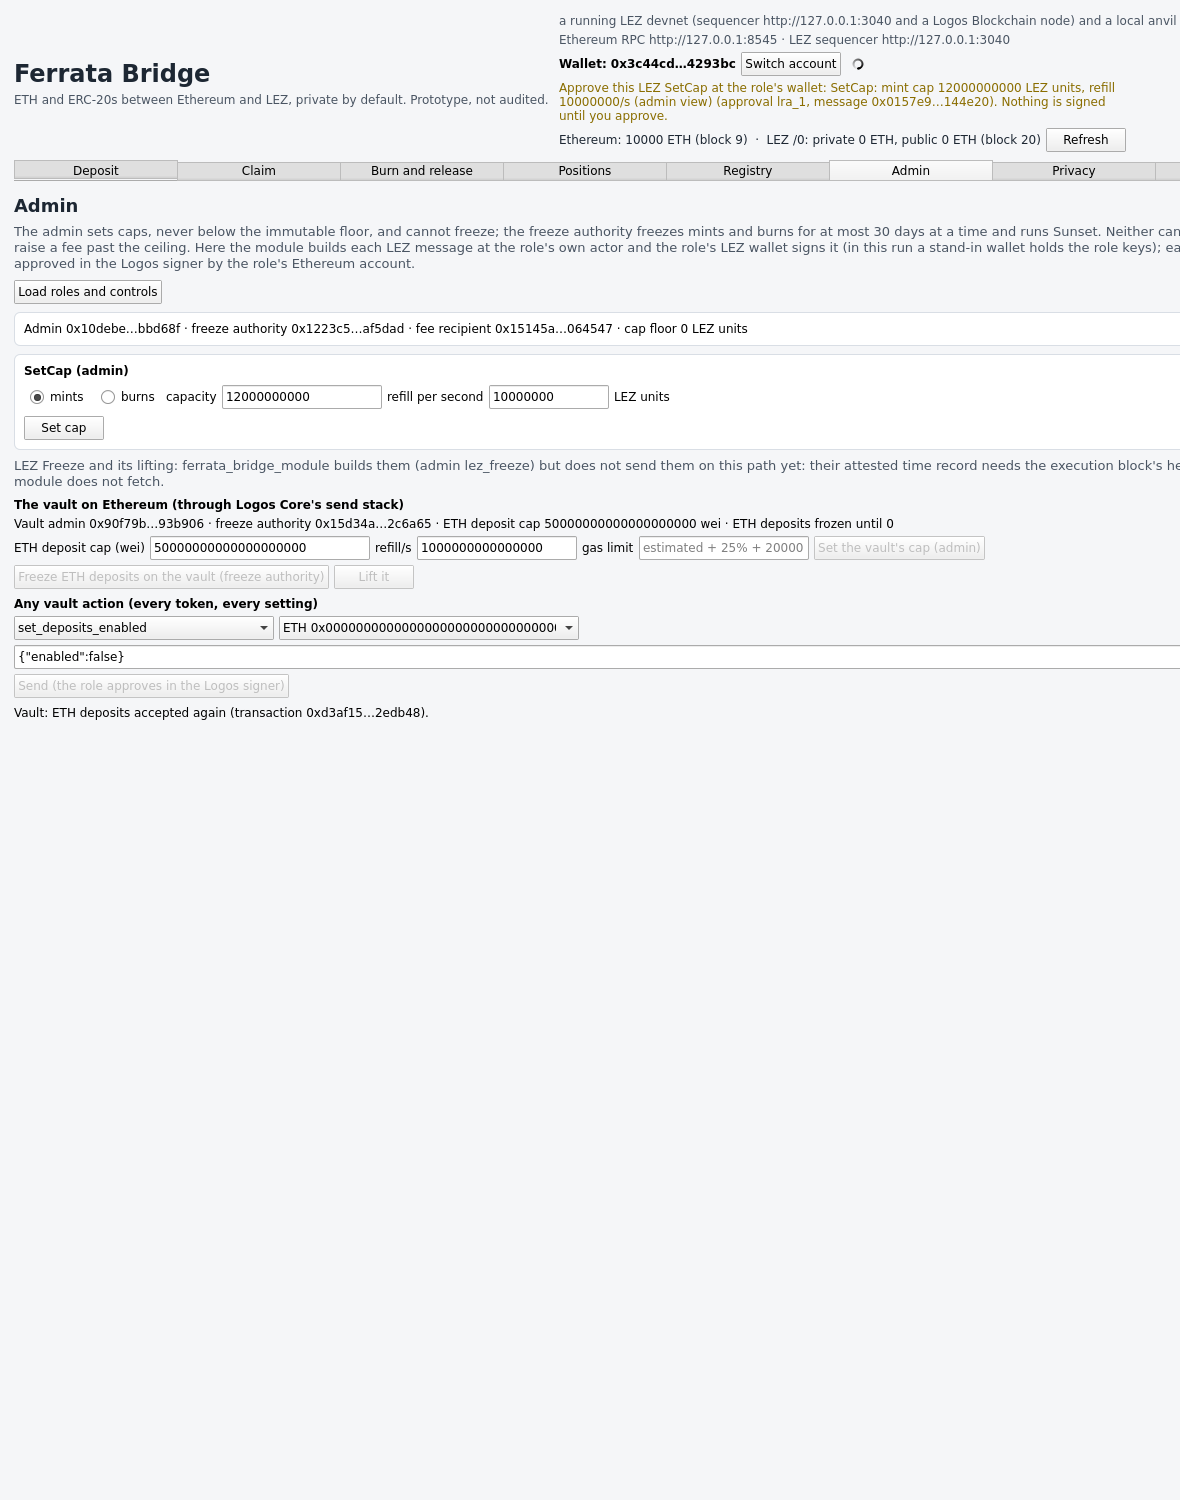 a running LEZ devnet (sequencer http://127.0.0.1:3040 and a Logos Blockchain node) and a local anvil
Ethereum RPC http://127.0.0.1:8545 · LEZ sequencer http://127.0.0.1:3040
Ferrata Bridge
ETH and ERC-20s between Ethereum and LEZ, private by default. Prototype, not audited.
Wallet: 0x3c44cd…4293bc Switch account
Approve this LEZ SetCap at the role's wallet: SetCap: mint cap 12000000000 LEZ units, refill
10000000/s (admin view) (approval lra_1, message 0x0157e9…144e20). Nothing is signed
until you approve.
Ethereum: 10000 ETH (block 9) · LEZ /0: private 0 ETH, public 0 ETH (block 20) Refresh
Deposit Claim Burn and release Positions Registry Admin Privacy
Admin
The admin sets caps, never below the immutable floor, and cannot freeze; the freeze authority freezes mints and burns for at most 30 days at a time and runs Sunset. Neither can
raise a fee past the ceiling. Here the module builds each LEZ message at the role's own actor and the role's LEZ wallet signs it (in this run a stand-in wallet holds the role keys); ea
approved in the Logos signer by the role's Ethereum account.
Load roles and controls
Admin 0x10debe…bbd68f · freeze authority 0x1223c5…af5dad · fee recipient 0x15145a…064547 · cap floor 0 LEZ units
SetCap (admin)
mints burns capacity 12000000000 refill per second 10000000 LEZ units
Set cap
LEZ Freeze and its lifting: ferrata_bridge_module builds them (admin lez_freeze) but does not send them on this path yet: their attested time record needs the execution block's he
module does not fetch.
The vault on Ethereum (through Logos Core's send stack)
Vault admin 0x90f79b…93b906 · freeze authority 0x15d34a…2c6a65 · ETH deposit cap 50000000000000000000 wei · ETH deposits frozen until 0
ETH deposit cap (wei) 50000000000000000000 refill/s 1000000000000000 gas limit estimated + 25% + 20000 Set the vault's cap (admin)
Freeze ETH deposits on the vault (freeze authority) Lift it
Any vault action (every token, every setting)
set_deposits_enabled ETH 0x00000000000000000000000000000
{"enabled":false}
Send (the role approves in the Logos signer)
Vault: ETH deposits accepted again (transaction 0xd3af15…2edb48).